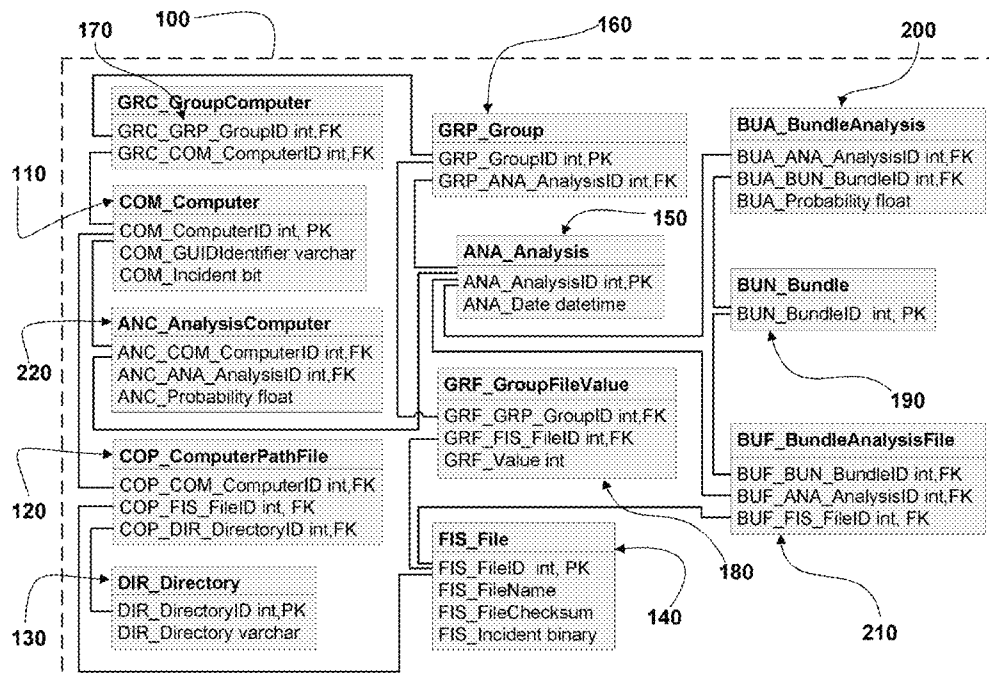 100
170
160
200
GRC_GroupComputer
GRC_GRP_GroupID int,FK
GRC_COM_ComputerID int,FK
GRP_Group
GRP_GroupID int,PK
GRP_ANA_AnalysisID int,FK
BUA_BundleAnalysis
BUA_ANA_AnalysisID int,FK
BUA_BUN_BundleID int,FK
BUA_Probability float
110
COM_Computer
COM_ComputerID int, PK
COM_GUIDIdentifier varchar
COM_Incident bit
150
ANA_Analysis
ANA_AnalysisID int,PK
ANA_Date datetime
BUN_Bundle
BUN_BundleID int, PK
190
220
ANC_AnalysisComputer
ANC_COM_ComputerID int,FK
ANC_ANA_AnalysisID int,FK
ANC_Probability float
GRF_GroupFileValue
GRF_GRP_GroupID int,FK
GRF_FIS_FileID int,FK
GRF_Value int
180
BUF_BundleAnalysisFile
BUF_BUN_BundleID int,FK
BUF_ANA_AnalysisID int,FK
BUF_FIS_FileID int, FK
210
120
COP_ComputerPathFile
COP_COM_ComputerID int,FK
COP_FIS_FileID int, FK
COP_DIR_DirectoryID int,FK
FIS_File
FIS_FileID int, PK
FIS_FileName
FIS_FileChecksum
FIS_Incident binary
140
130
DIR_Directory
DIR_DirectoryID int,PK
DIR_Directory varchar